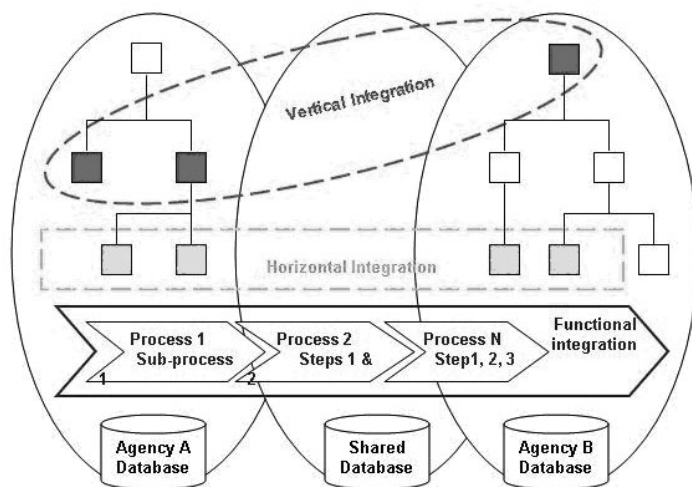 Vertical Integration
Horizontal Integration
Process 1
Sub-process
1
Process 2
Steps 1 &
2
Process N
Step1, 2, 3
Functional
integration
Agency A
Database
Shared
Database
Agency B
Database